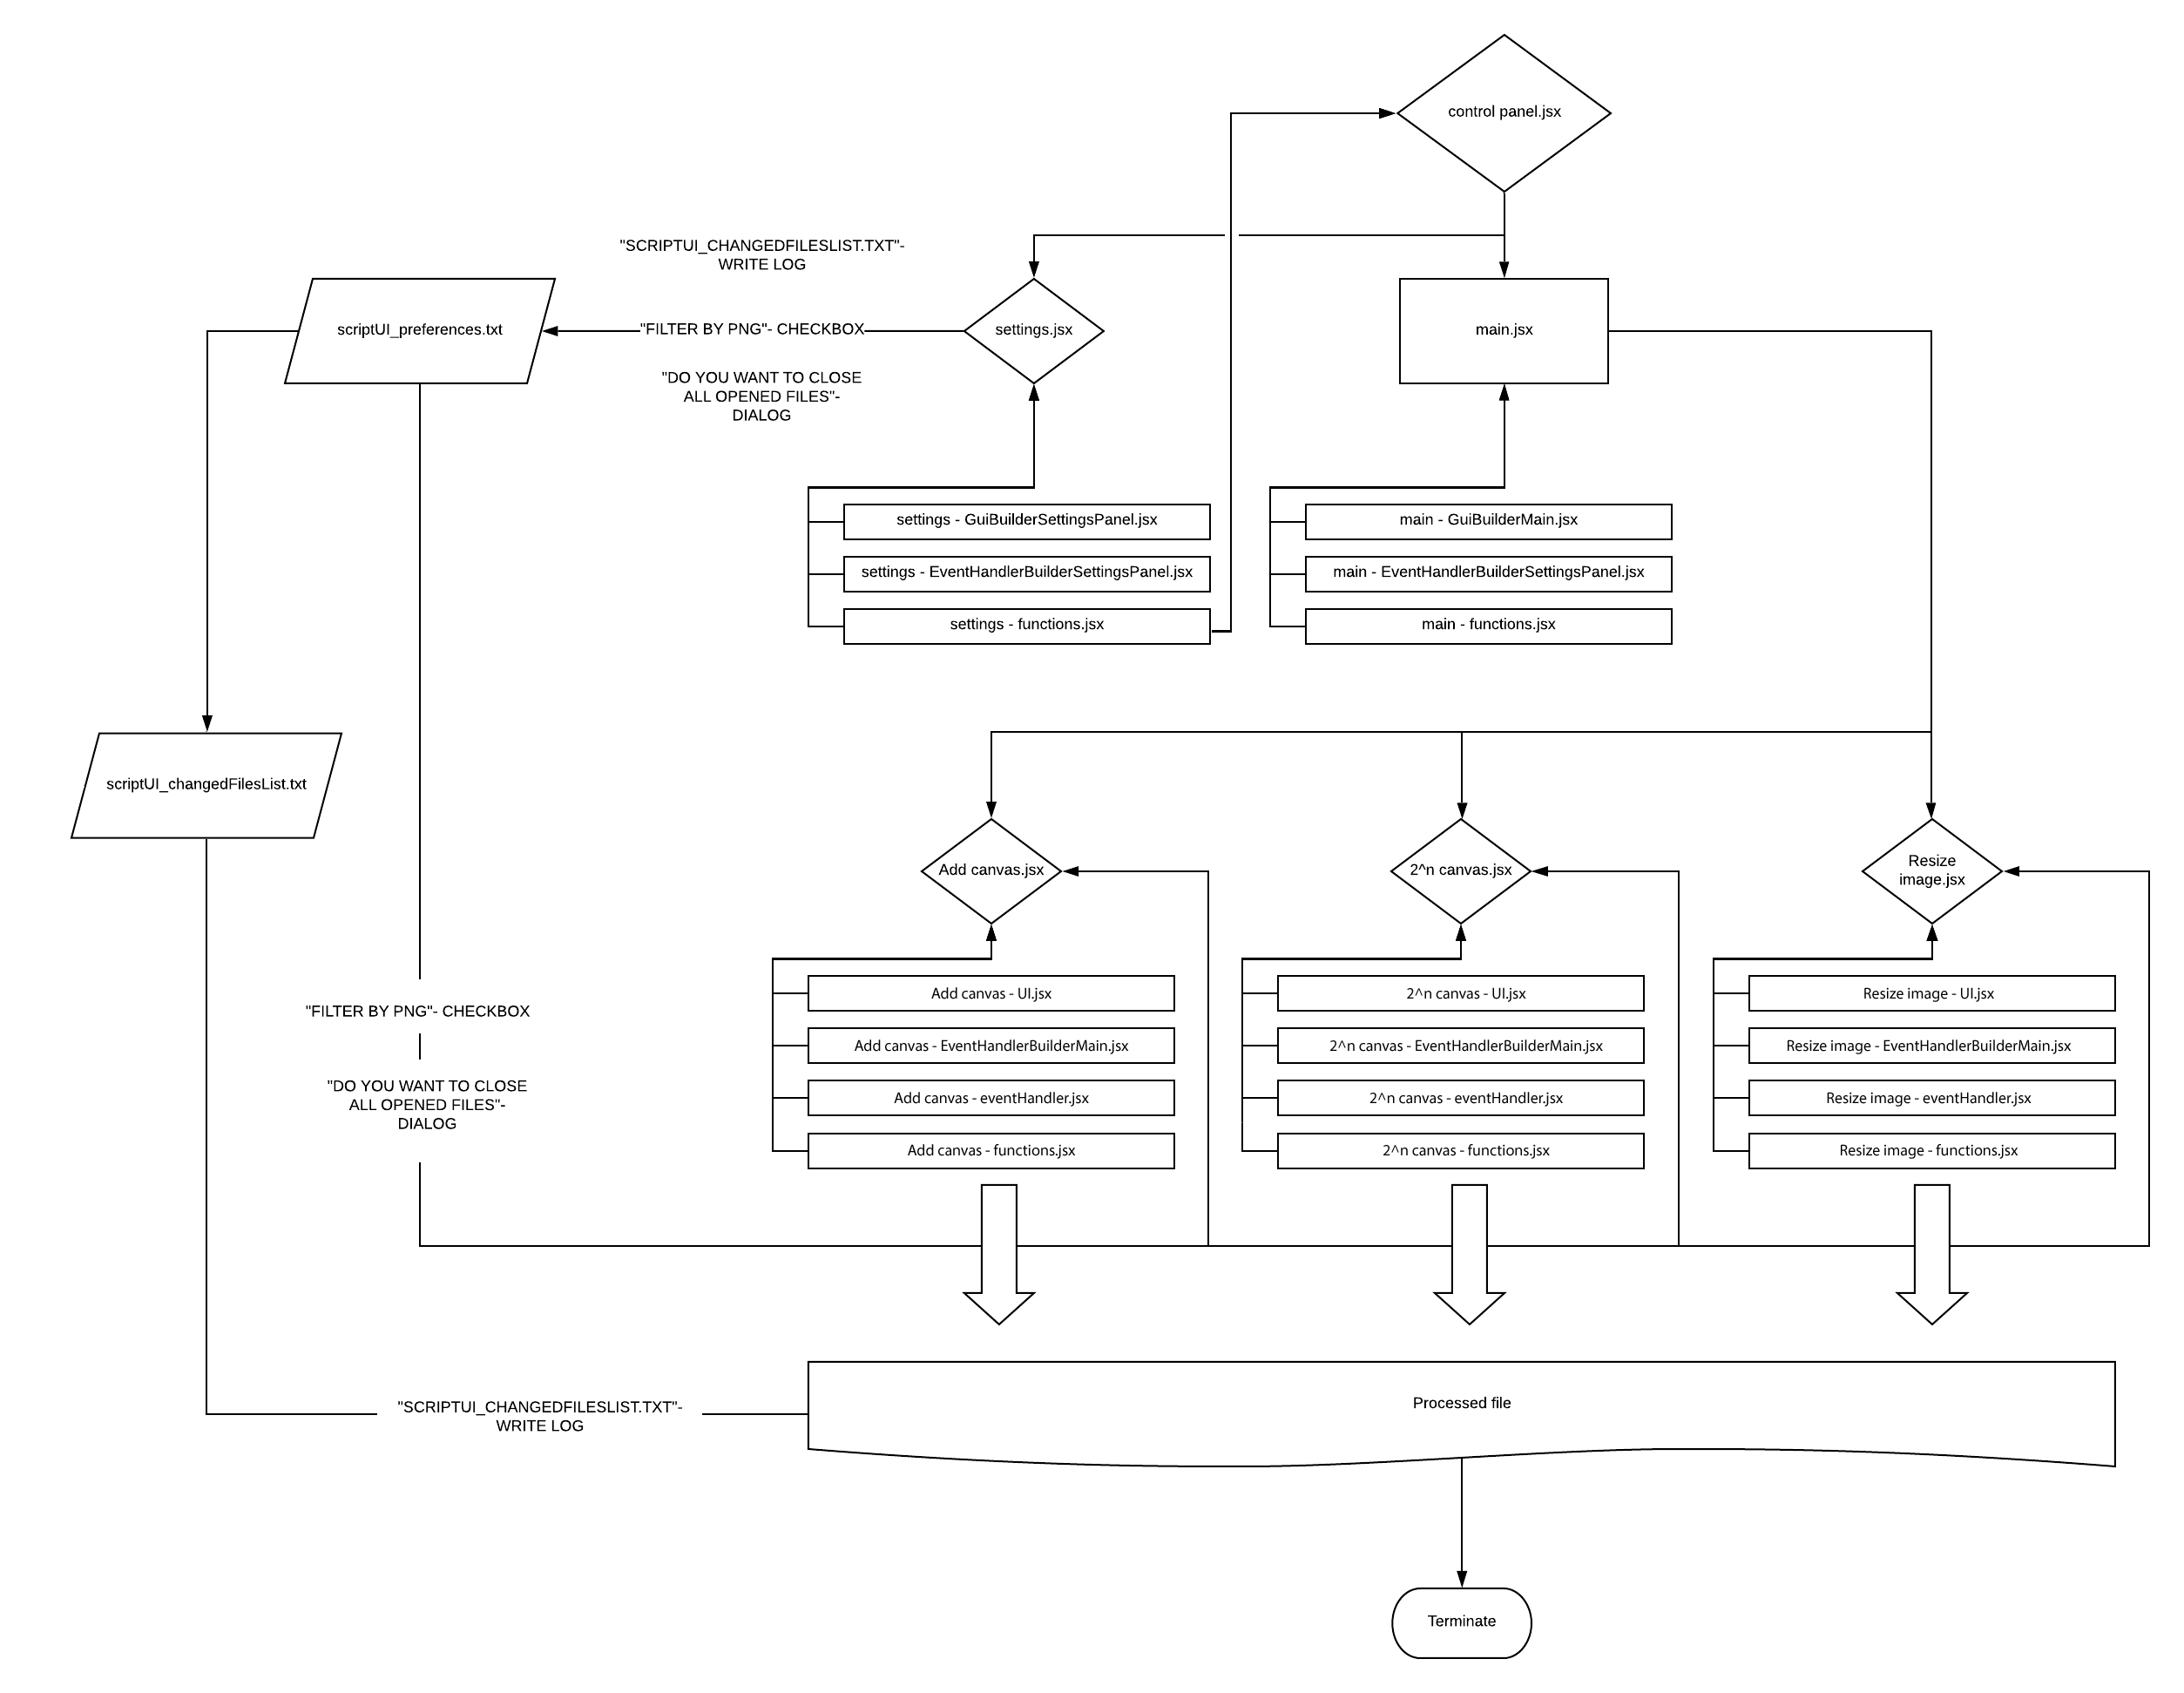 control panel.jsx
"SCRIPTUI_CHANGEDFILESLIST.TXT"-
WRITE LOG
scriptUI_preferences.txt
"FILTER BY PNG"- CHECKBOX
settings.jsx
main.jsx
"DO YOU WANT TO CLOSE
ALL OPENED FILES"-
DIALOG
settings - GuiBuilderSettingsPanel.jsx
settings - EventHandlerBuilderSettingsPanel.jsx
settings - functions.jsx
main - GuiBuilderMain.jsx
main - EventHandlerBuilderSettingsPanel.jsx
main - functions.jsx
scriptUI_changedFilesList.txt
Add canvas.jsx
2^n canvas.jsx
Resize
image.jsx
Add canvas - UI.jsx
Add canvas - EventHandlerBuilderMain.jsx
Add canvas - eventHandler.jsx
Add canvas - functions.jsx
2^n canvas - UI.jsx
2^n canvas - EventHandlerBuilderMain.jsx
2^n canvas - eventHandler.jsx
2^n canvas - functions.jsx
Resize image - UI.jsx
Resize image - EventHandlerBuilderMain.jsx
Resize image - eventHandler.jsx
Resize image - functions.jsx
"FILTER BY PNG"- CHECKBOX
"DO YOU WANT TO CLOSE
ALL OPENED FILES"-
DIALOG
"SCRIPTUI_CHANGEDFILESLIST.TXT"-
WRITE LOG
Processed file
Terminate